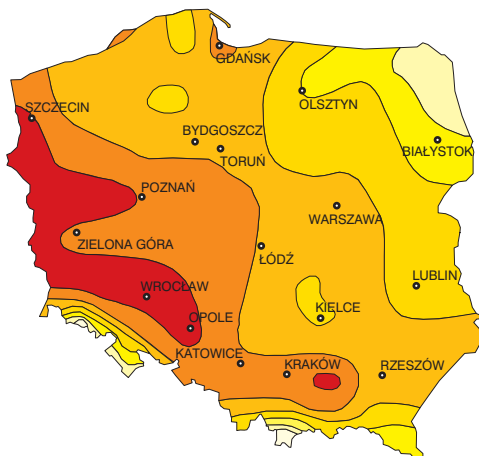 GDAŃSK
OLSZTYN
SZCZECIN
BYDGOSZCZ
TORUŃ
BIAŁYSTOK
POZNAŃ
WARSZAWA
ZIELONA GÓRA
ŁÓDŹ
LUBLIN
WROCŁAW
KIELCE
OPOLE
KATOWICE
KRAKÓW
RZESZÓW